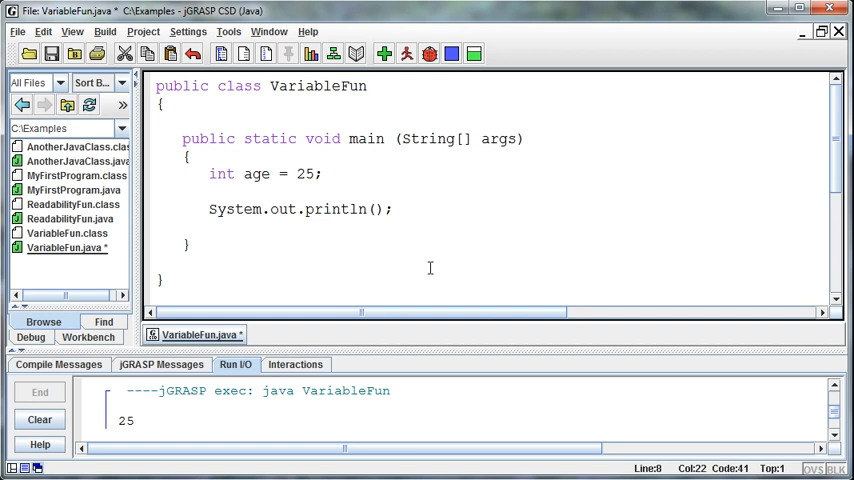 File: VariableFun.java * C:\Examples - jGRASP CSD (Java)
File Edit View Build Project Settings Tools Window Help
All Files Sort B...
C:\Examples
AnotherJavaClass.clas
AnotherJavaClass.java
MyFirstProgram.class
MyFirstProgram.java
ReadabilityFun.class
ReadabilityFun.java
VariableFun.class
VariableFun.java *
Browse Find
Debug Workbench
public class VariableFun
{
public static void main (String[] args)
{
int age = 25;
System.out.println();
}
}
VariableFun.java *
Compile Messages jGRASP Messages Run I/O Interactions
End
Clear
Help
----jGRASP exec: java VariableFun
25
Line:8 Col:22 Code:41 Top:1 OVS BLK